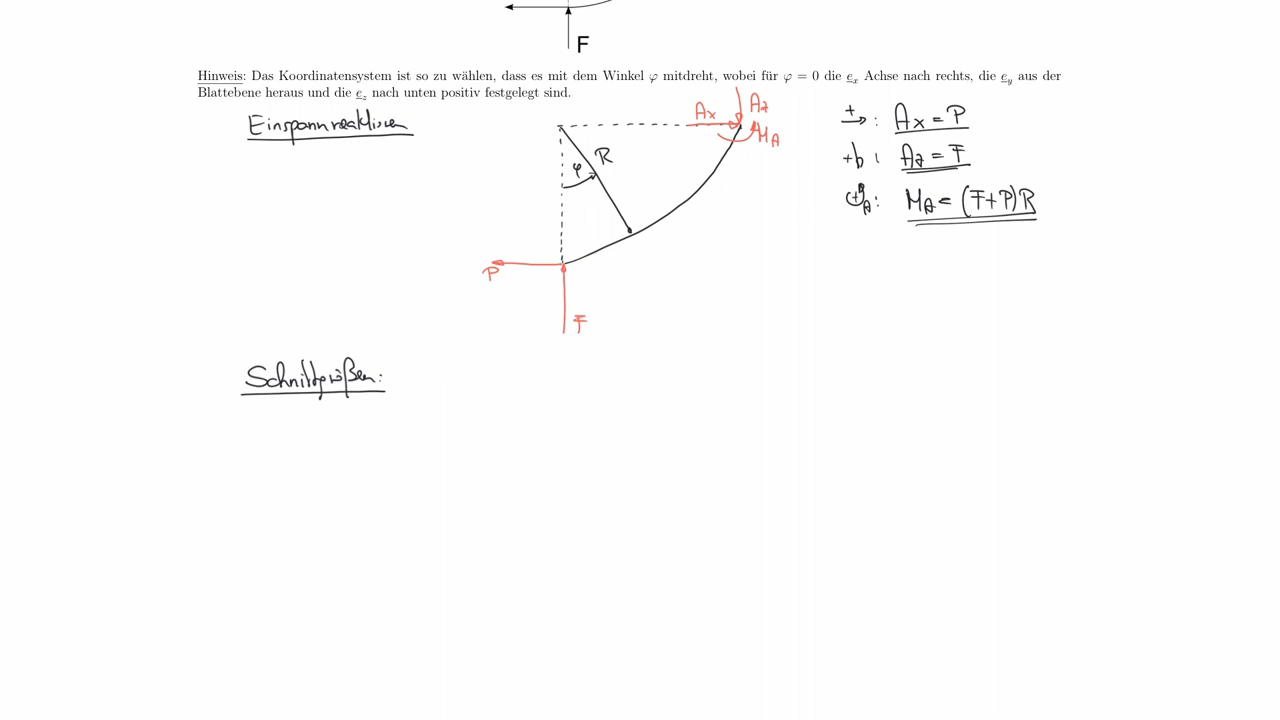 F
Hinweis: Das Koordinatensystem ist so zu wählen, dass es mit dem Winkel φ mitdreht, wobei für φ = 0 die e_x Achse nach rechts, die e_y aus der
Blattebene heraus und die e_z nach unten positiv festgelegt sind.
Einspannreaktionen
Ax
Az
MA
R
φ
P
F
+→: Ax = P
+↓: Az = F
A: MA = (F+P)R
Schnittgrößen: